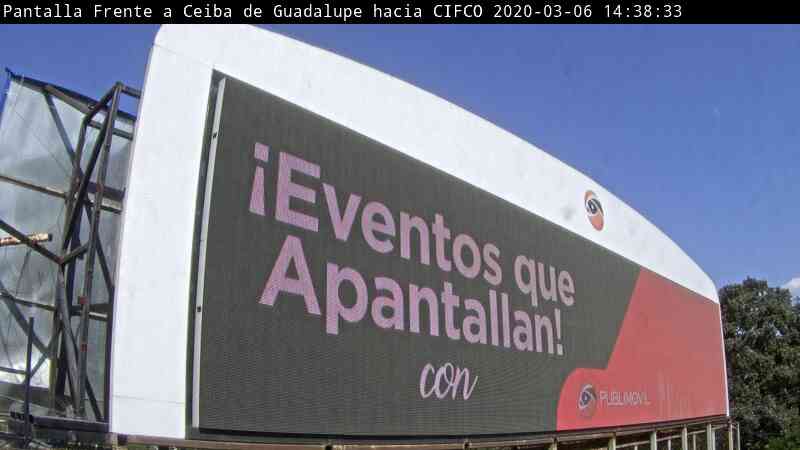 Pantalla Frente a Ceiba de Guadalupe hacia CIFCO 2020-03-06 14:38:33
¡Eventos que
Apantallan!
con
PUBLIMOVIL